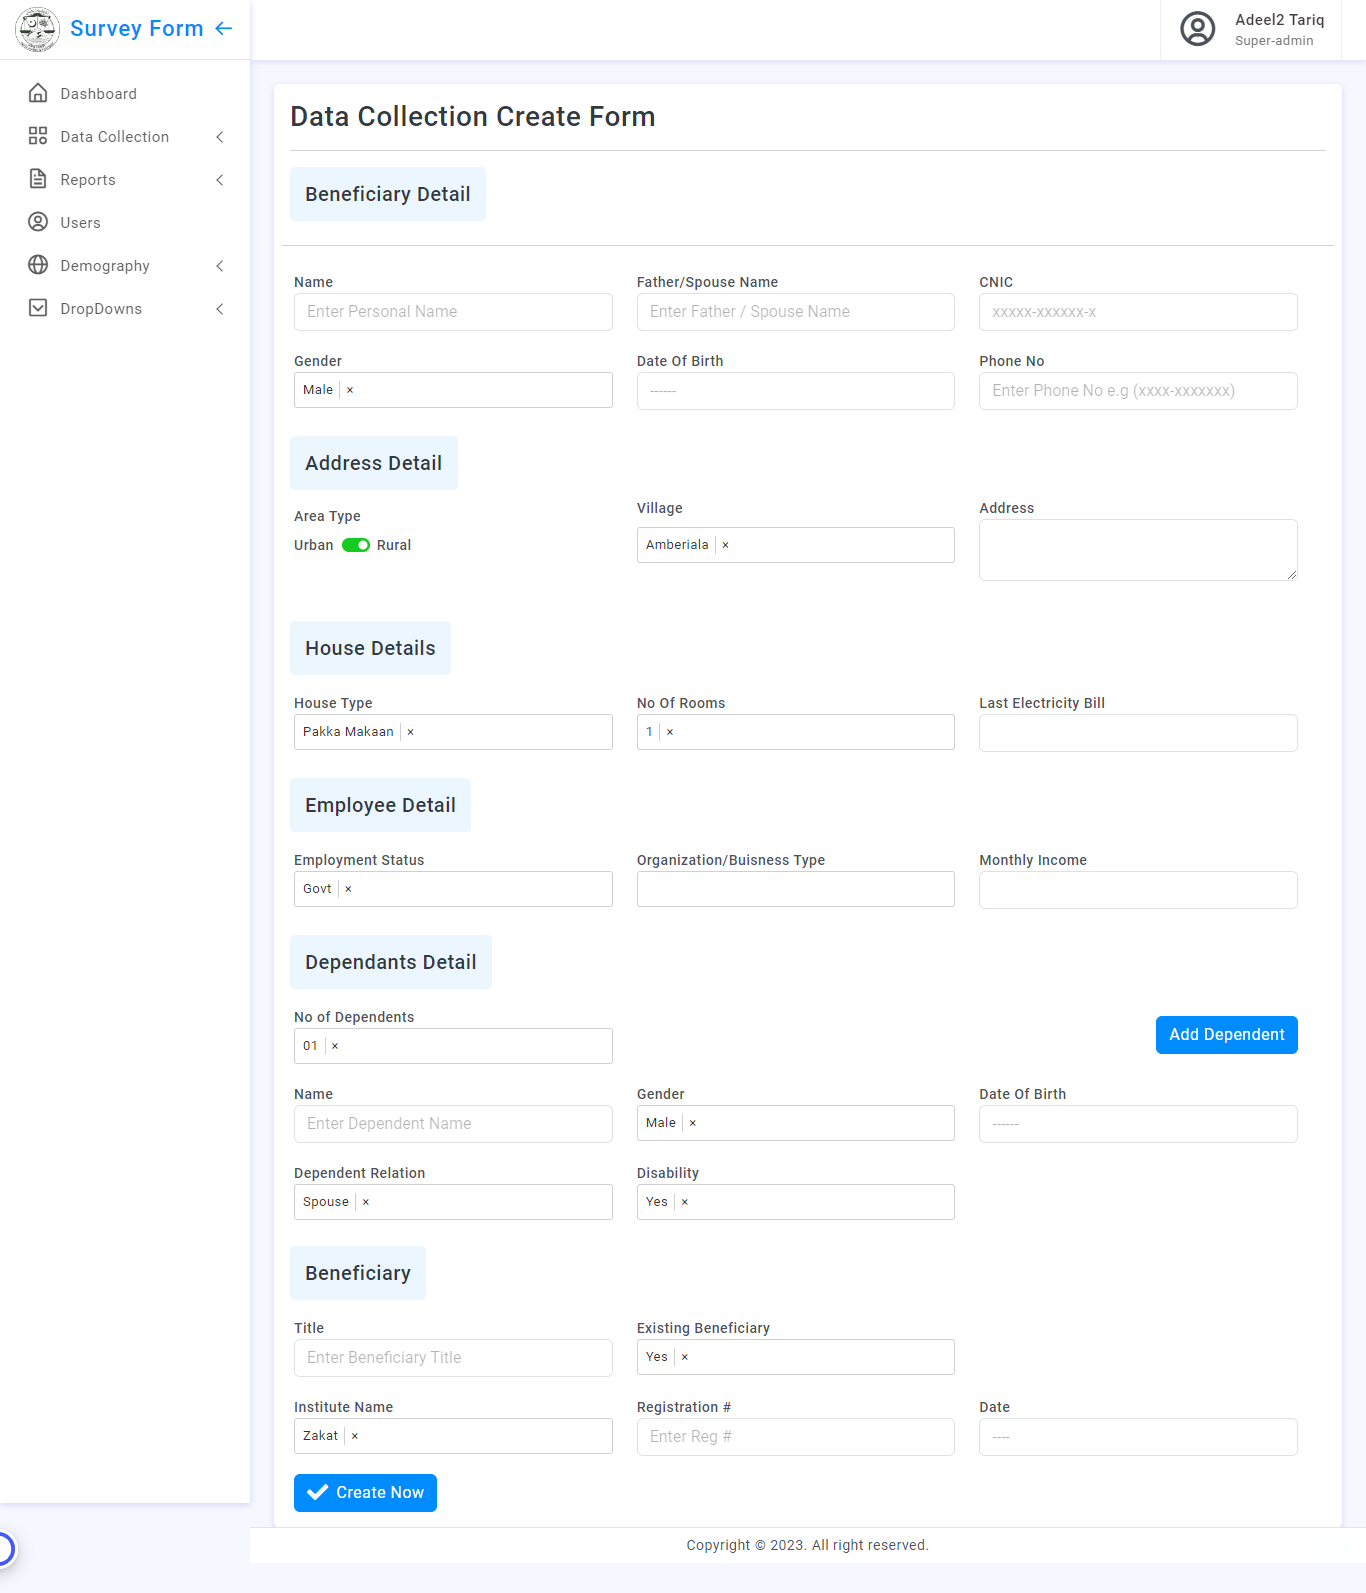 Survey Form
Adeel2 Tariq
Super-admin
Dashboard
Data Collection
Reports
Users
Demography
DropDowns
Data Collection Create Form
Beneficiary Detail
Name Father/Spouse Name CNIC
Enter Personal Name Enter Father / Spouse Name xxxxx-xxxxxx-x
Gender Date Of Birth Phone No
Male × ------ Enter Phone No e.g (xxxx-xxxxxxx)
Address Detail
Area Type Village Address
Urban Rural Amberiala ×
House Details
House Type No Of Rooms Last Electricity Bill
Pakka Makaan × 1 ×
Employee Detail
Employment Status Organization/Buisness Type Monthly Income
Govt ×
Dependants Detail
No of Dependents
01 × Add Dependent
Name Gender Date Of Birth
Enter Dependent Name Male × ------
Dependent Relation Disability
Spouse × Yes ×
Beneficiary
Title Existing Beneficiary
Enter Beneficiary Title Yes ×
Institute Name Registration # Date
Zakat × Enter Reg # ----
Create Now
Copyright © 2023. All right reserved.